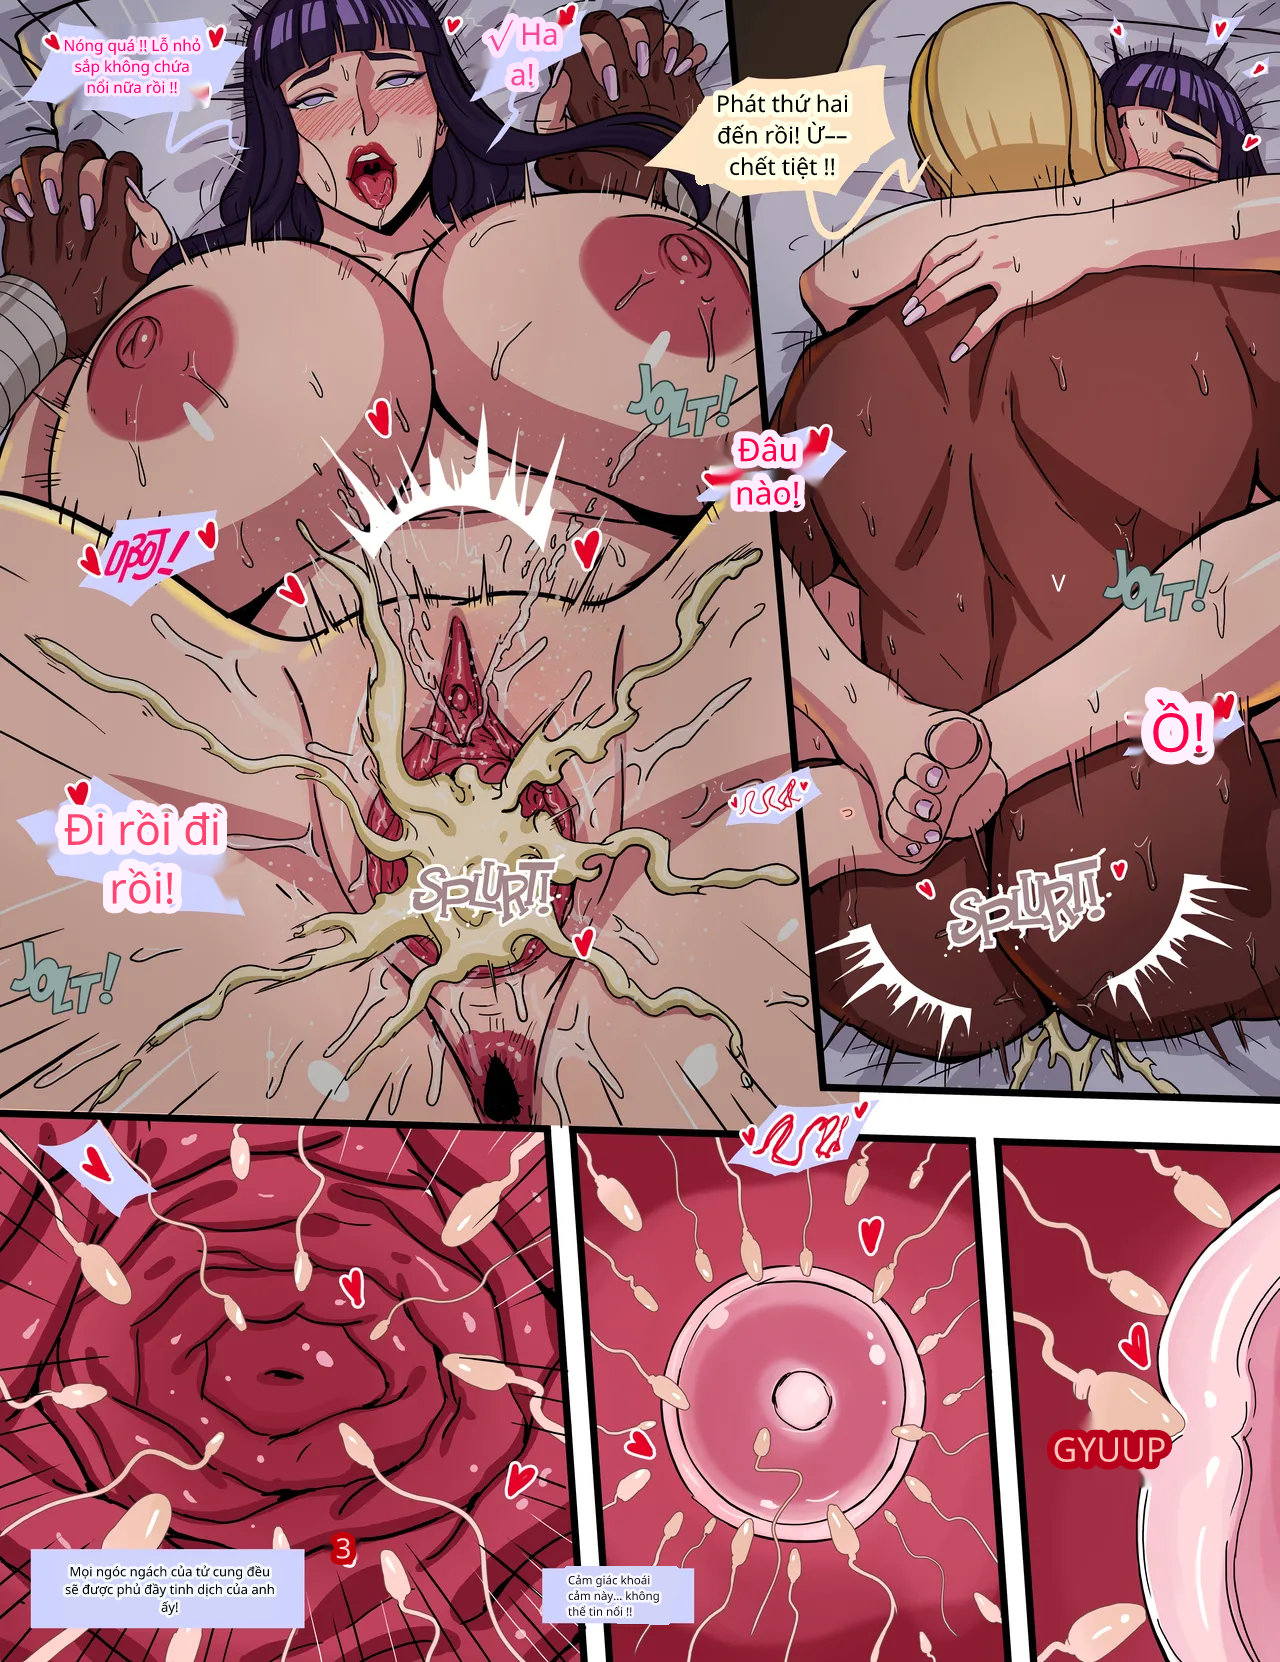 Nóng quá !! Lỗ nhỏ
sắp không chứa
nổi nữa rồi !!
√ Ha
a!
Phát thứ hai
đến rồi! Ừ––
chết tiệt !!
JOLT!
Đâu
nào!
JOLT!
V
Ồ!
Đi rồi đi
rồi!
SPLURT!
SPLURT!
JOLT!
GYUUP
3
Mọi ngóc ngách của tử cung đều
sẽ được phủ đầy tinh dịch của anh
ấy!
Cảm giác khoái
cảm này... không
thể tin nổi !!